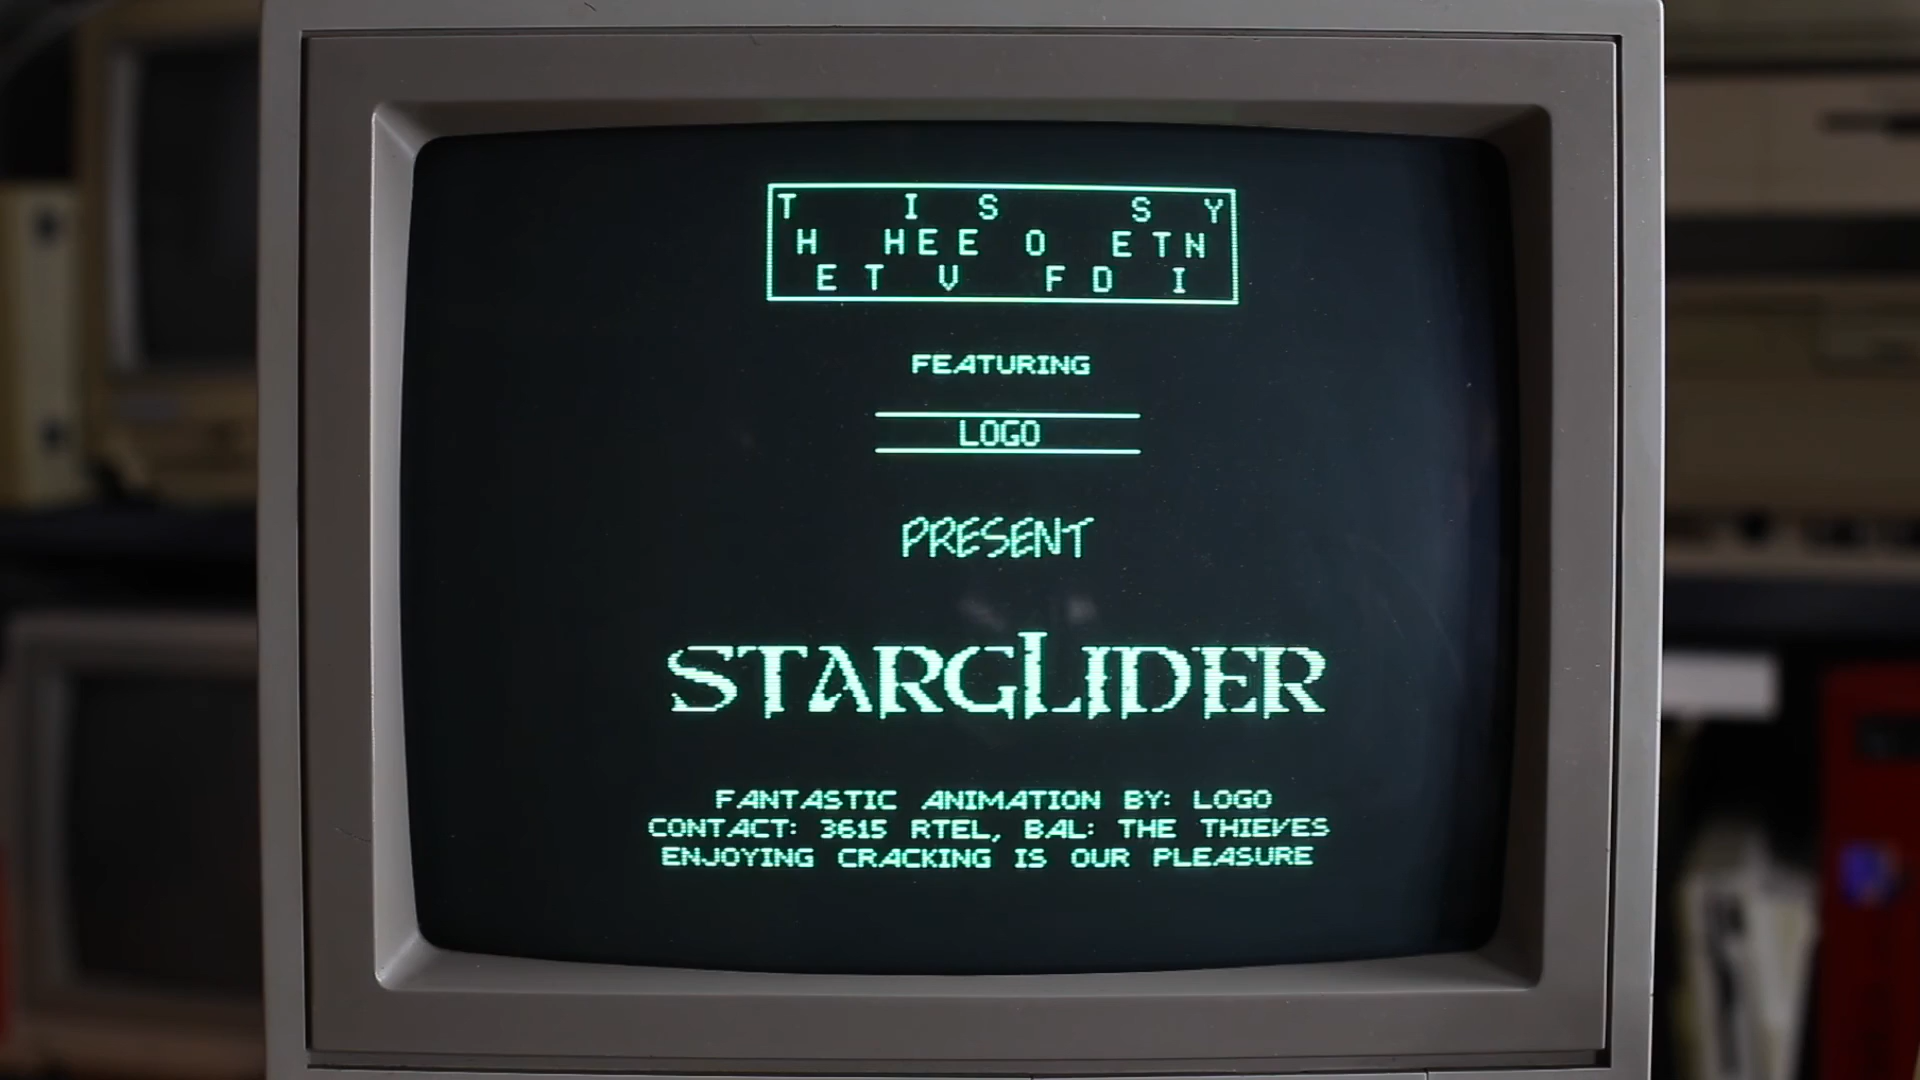 T I S S Y
H HEE O ETN
E T V F D I
FEATURING
LOGO
PRESENT
STARGLIDER
FANTASTIC ANIMATION BY: LOGO
CONTACT: 3615 RTEL, BAL: THE THIEVES
ENJOYING CRACKING IS OUR PLEASURE